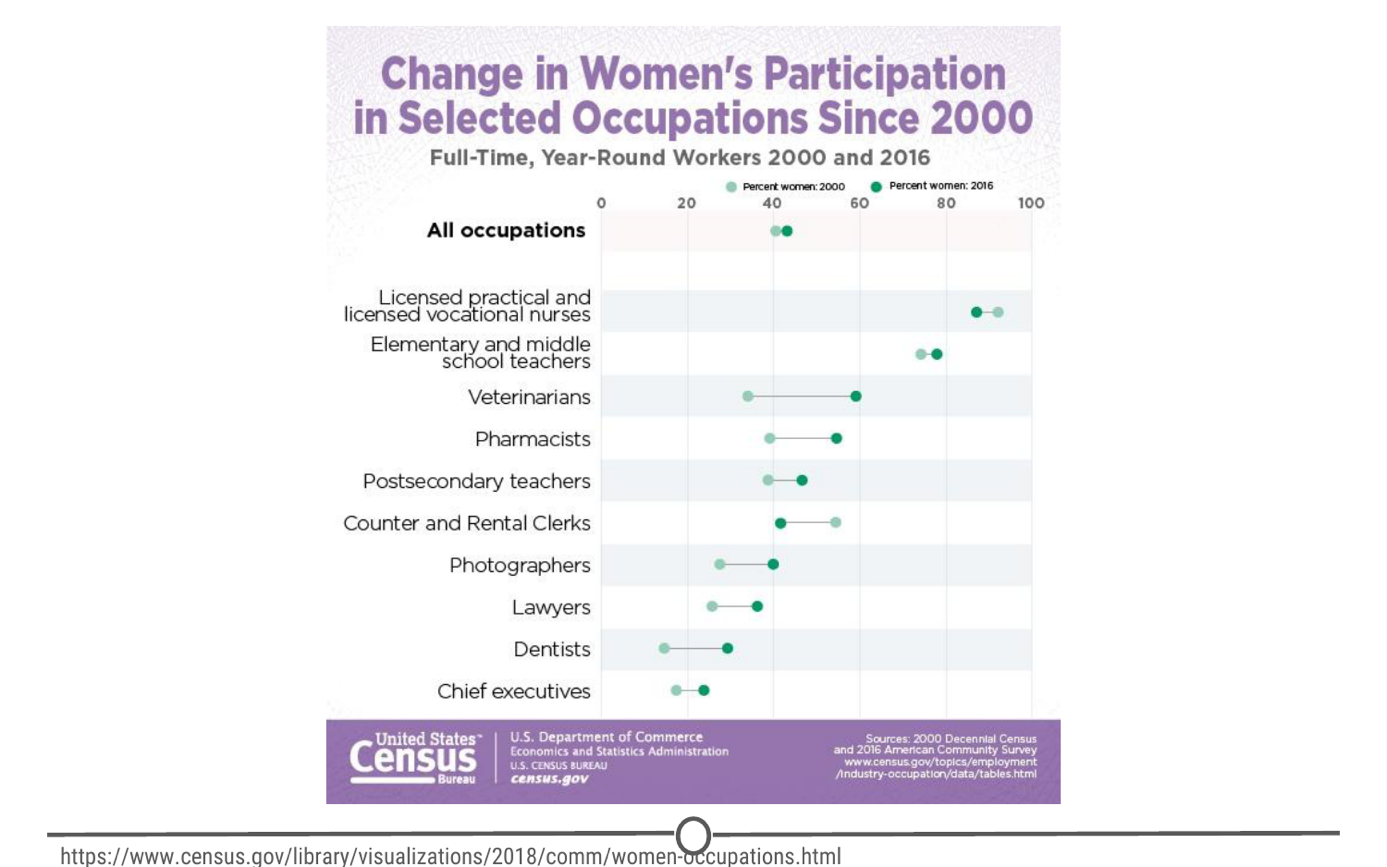 Change in Women's Participation
in Selected Occupations Since 2000
Full-Time, Year-Round Workers 2000 and 2016
Percent women: 2000 Percent women: 2016
0 20 40 60 80 100
All occupations
Licensed practical and
licensed vocational nurses
Elementary and middle
school teachers
Veterinarians
Pharmacists
Postsecondary teachers
Counter and Rental Clerks
Photographers
Lawyers
Dentists
Chief executives
United States™
Census
Bureau
U.S. Department of Commerce
Economics and Statistics Administration
U.S. CENSUS BUREAU
census.gov
Sources: 2000 Decennial Census
and 2016 American Community Survey
www.census.gov/topics/employment
/industry-occupation/data/tables.html
https://www.census.gov/library/visualizations/2018/comm/women-occupations.html